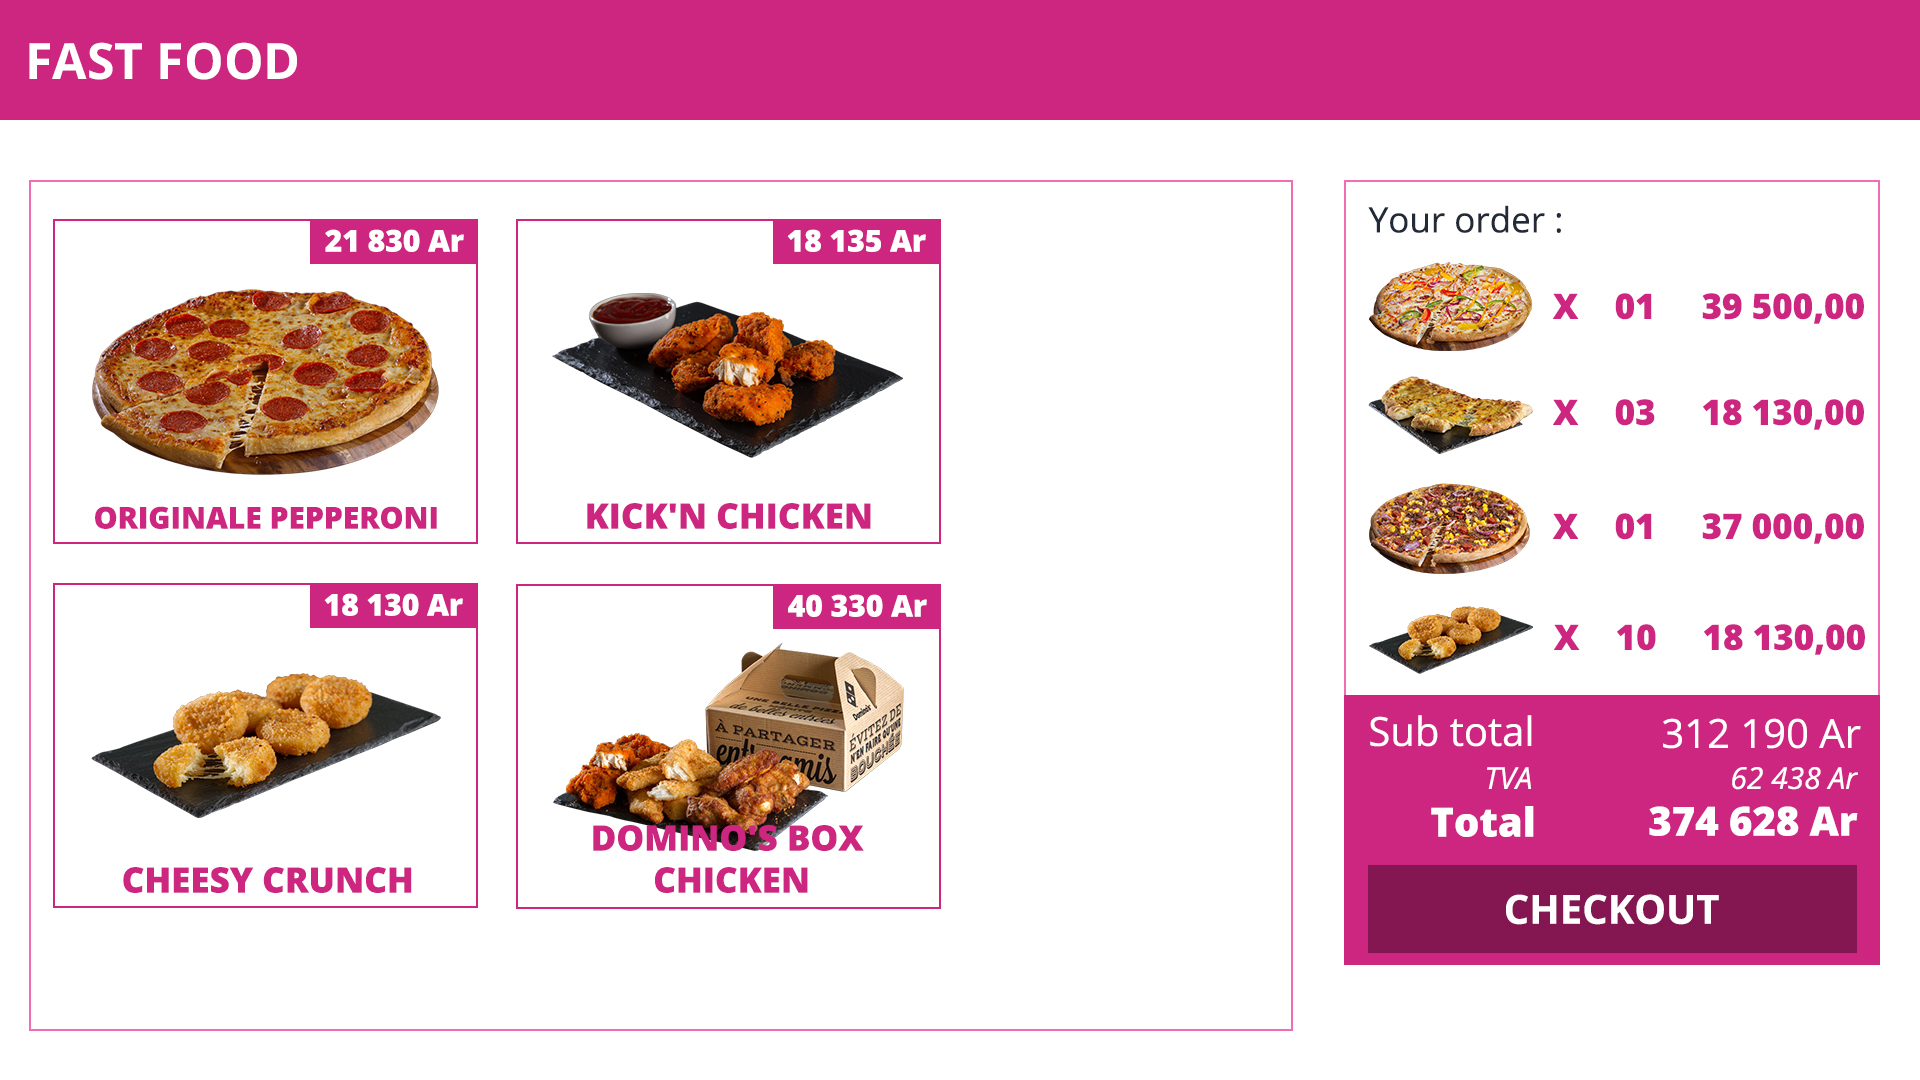 FAST FOOD
21 830 Ar
ORIGINALE PEPPERONI
18 135 Ar
KICK'N CHICKEN
18 130 Ar
CHEESY CRUNCH
40 330 Ar
À PARTAGER
entre amis
ÉVITEZ DE
N'EN FAIRE QU'UNE
BOUCHÉE
Domino's
DOMINO'S BOX
CHICKEN
Your order :
X 01 39 500,00
X 03 18 130,00
X 01 37 000,00
X 10 18 130,00
Sub total 312 190 Ar
TVA 62 438 Ar
Total 374 628 Ar
CHECKOUT